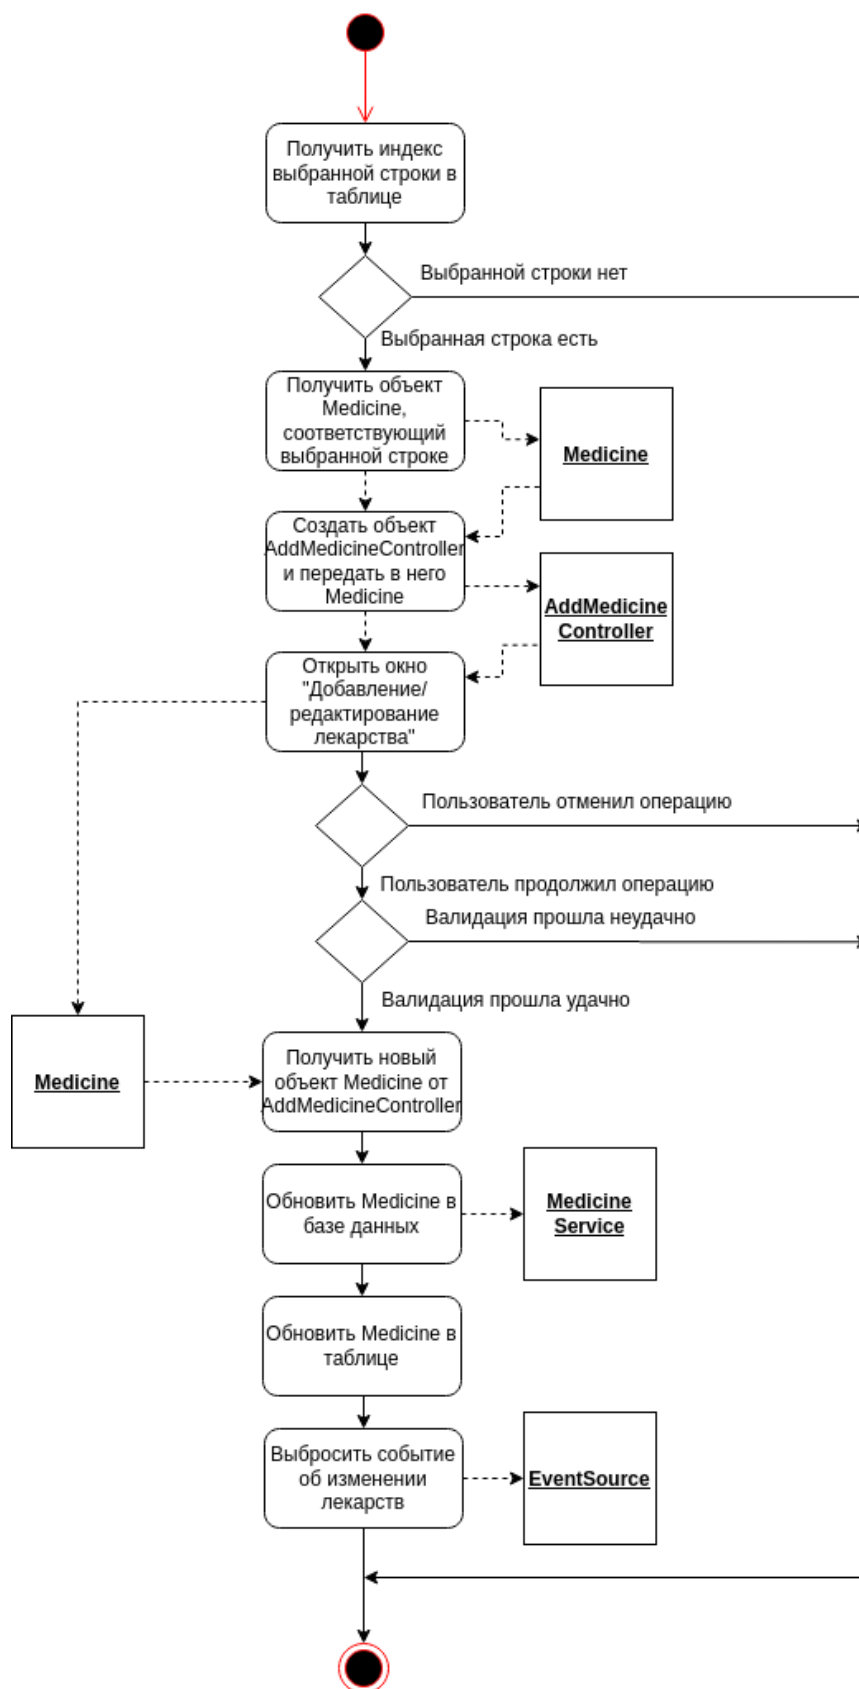 Получить индекс
выбранной строки в
таблице
Выбранной строки нет
Выбранная строка есть
Получить объект
Medicine,
соответствующий
выбранной строке
Medicine
Создать объект
AddMedicineController
и передать в него
Medicine
AddMedicine
Controller
Открыть окно
"Добавление/
редактирование
лекарства"
Пользователь отменил операцию
Пользователь продолжил операцию
Валидация прошла неудачно
Валидация прошла удачно
Medicine
Получить новый
объект Medicine от
AddMedicineController
Обновить Medicine в
базе данных
Medicine
Service
Обновить Medicine в
таблице
Выбросить событие
об изменении
лекарств
EventSource